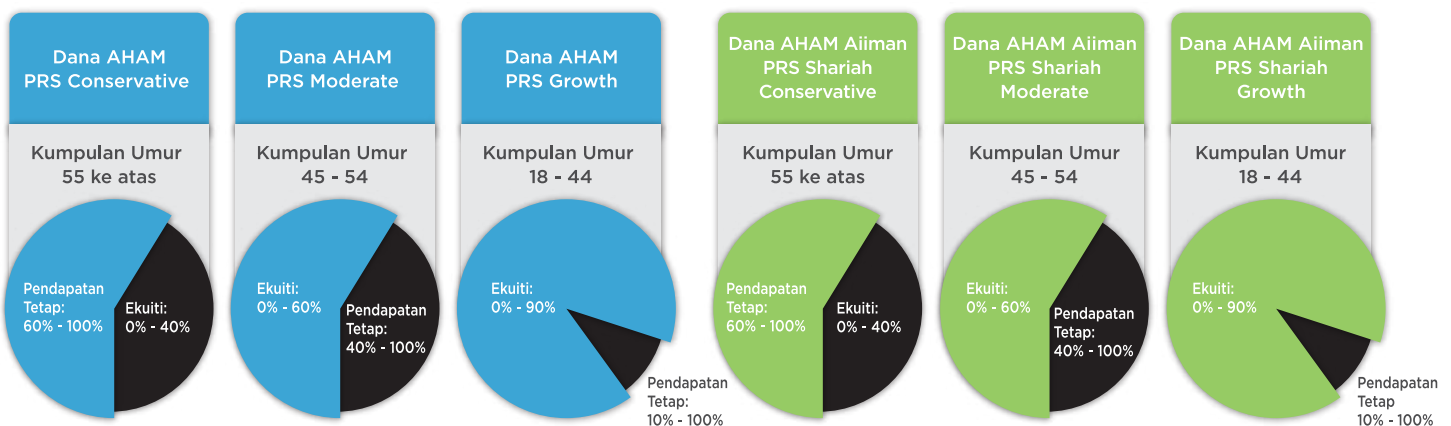 Dana AHAM
PRS Conservative
Kumpulan Umur
55 ke atas
Pendapatan
Tetap:
60% - 100%
Ekuiti:
0% - 40%
Dana AHAM
PRS Moderate
Kumpulan Umur
45 - 54
Ekuiti:
0% - 60%
Pendapatan
Tetap:
40% - 100%
Dana AHAM
PRS Growth
Kumpulan Umur
18 - 44
Ekuiti:
0% - 90%
Pendapatan
Tetap:
10% - 100%
Dana AHAM Aiiman
PRS Shariah
Conservative
Kumpulan Umur
55 ke atas
Pendapatan
Tetap:
60% - 100%
Ekuiti:
0% - 40%
Dana AHAM Aiiman
PRS Shariah
Moderate
Kumpulan Umur
45 - 54
Ekuiti:
0% - 60%
Pendapatan
Tetap:
40% - 100%
Dana AHAM Aiiman
PRS Shariah
Growth
Kumpulan Umur
18 - 44
Ekuiti:
0% - 90%
Pendapatan
Tetap
10% - 100%